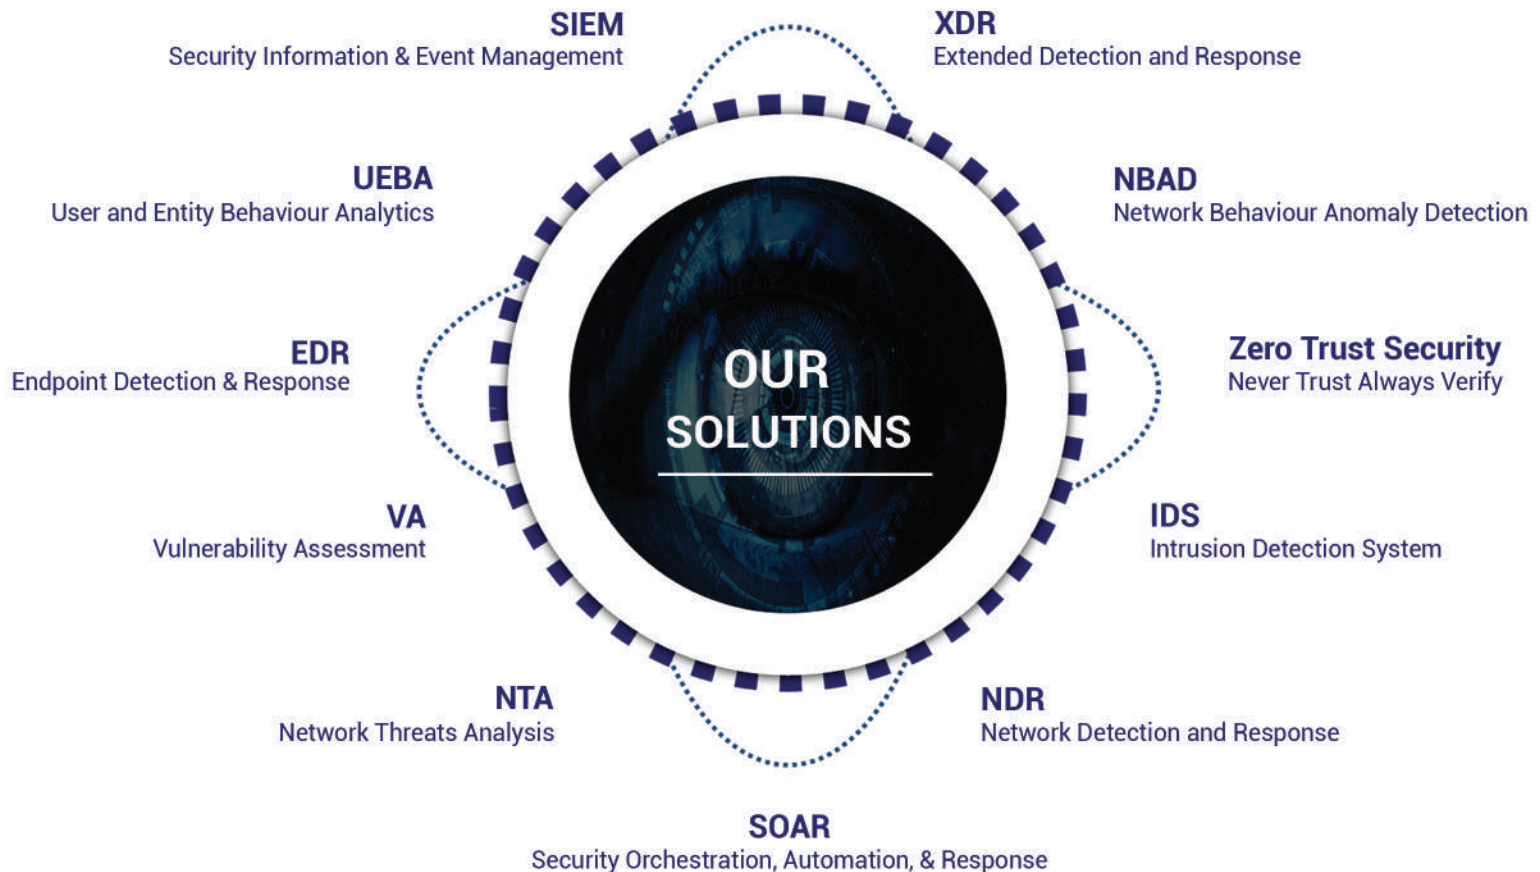 SIEM
Security Information & Event Management
XDR
Extended Detection and Response
UEBA
User and Entity Behaviour Analytics
NBAD
Network Behaviour Anomaly Detection
EDR
Endpoint Detection & Response
OUR
SOLUTIONS
Zero Trust Security
Never Trust Always Verify
VA
Vulnerability Assessment
IDS
Intrusion Detection System
NTA
Network Threats Analysis
NDR
Network Detection and Response
SOAR
Security Orchestration, Automation, & Response